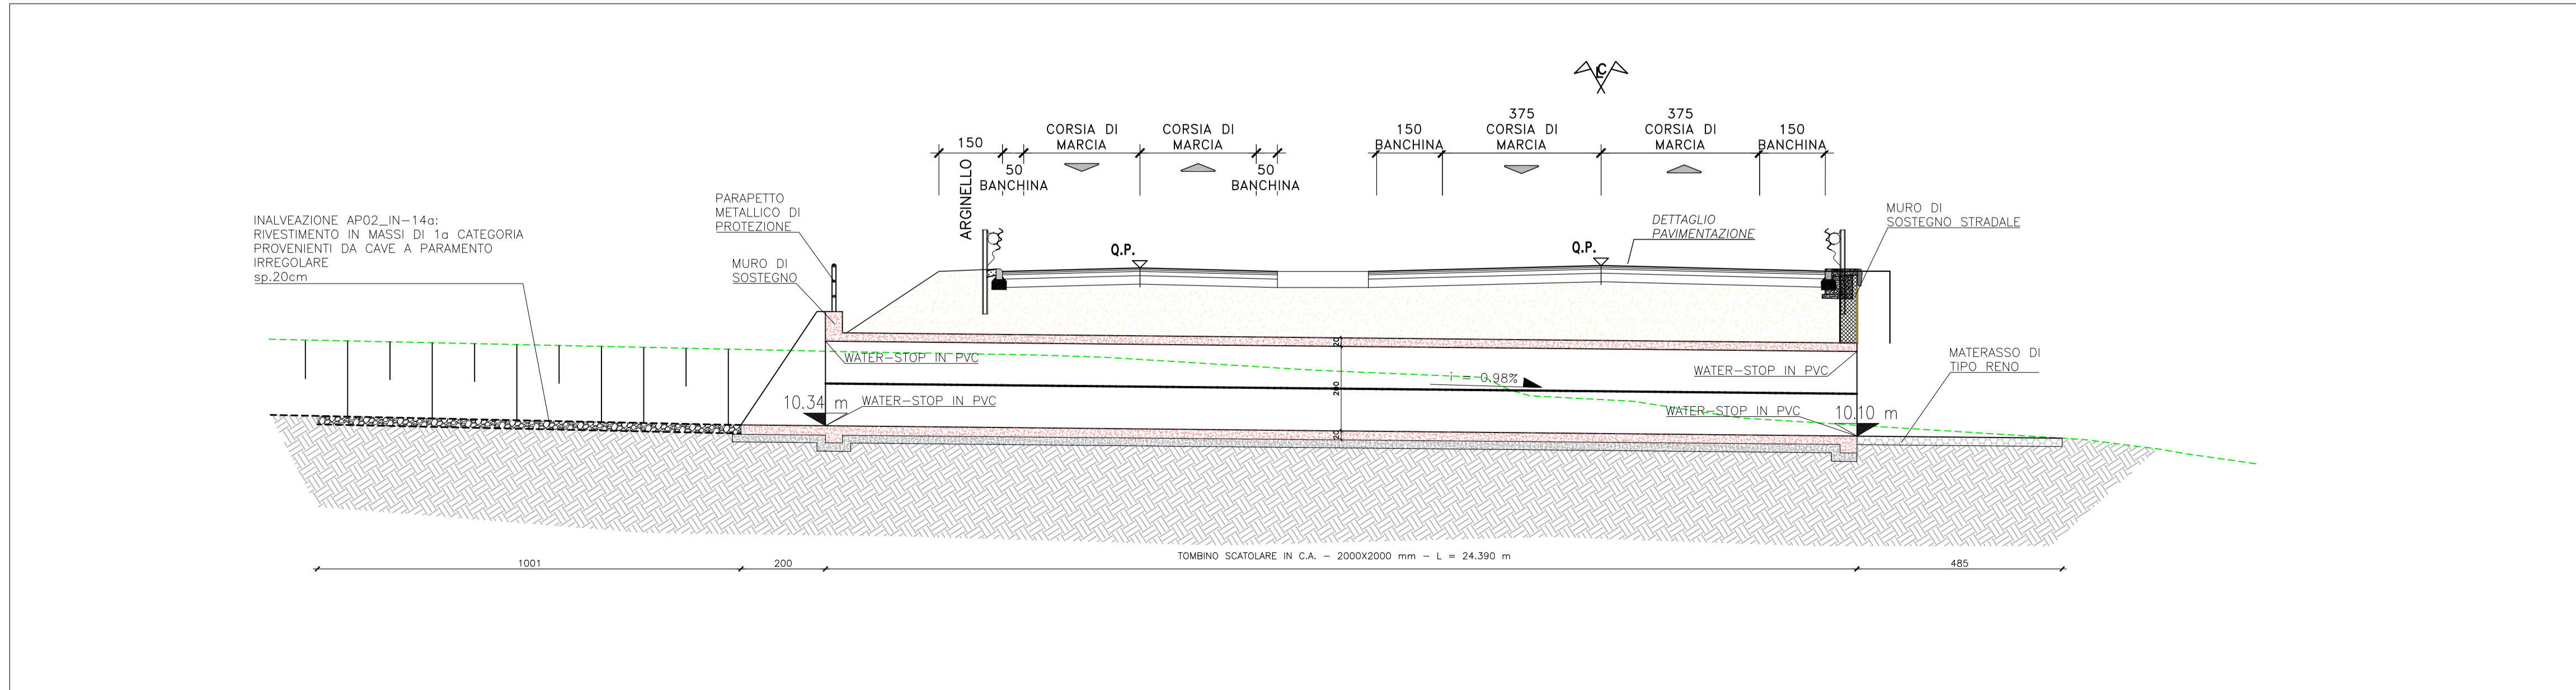 C
L
375
CORSIA DI
MARCIA
375
CORSIA DI
MARCIA
150
CORSIA DI
MARCIA
CORSIA DI
MARCIA
150
BANCHINA
150
BANCHINA
ARGINELLO
50
BANCHINA
50
BANCHINA
INALVEAZIONE AP02_IN-14a:
RIVESTIMENTO IN MASSI DI 1a CATEGORIA
PROVENIENTI DA CAVE A PARAMENTO
IRREGOLARE
sp.20cm
PARAPETTO
METALLICO DI
PROTEZIONE
MURO DI
SOSTEGNO
Q.P.
Q.P.
DETTAGLIO
PAVIMENTAZIONE
MURO DI
SOSTEGNO STRADALE
20
WATER-STOP IN PVC
WATER-STOP IN PVC
MATERASSO DI
TIPO RENO
i = 0.98%
200
10.34 m
WATER-STOP IN PVC
WATER-STOP IN PVC
10.10 m
20
TOMBINO SCATOLARE IN C.A. - 2000X2000 mm - L = 24.390 m
1001
200
485